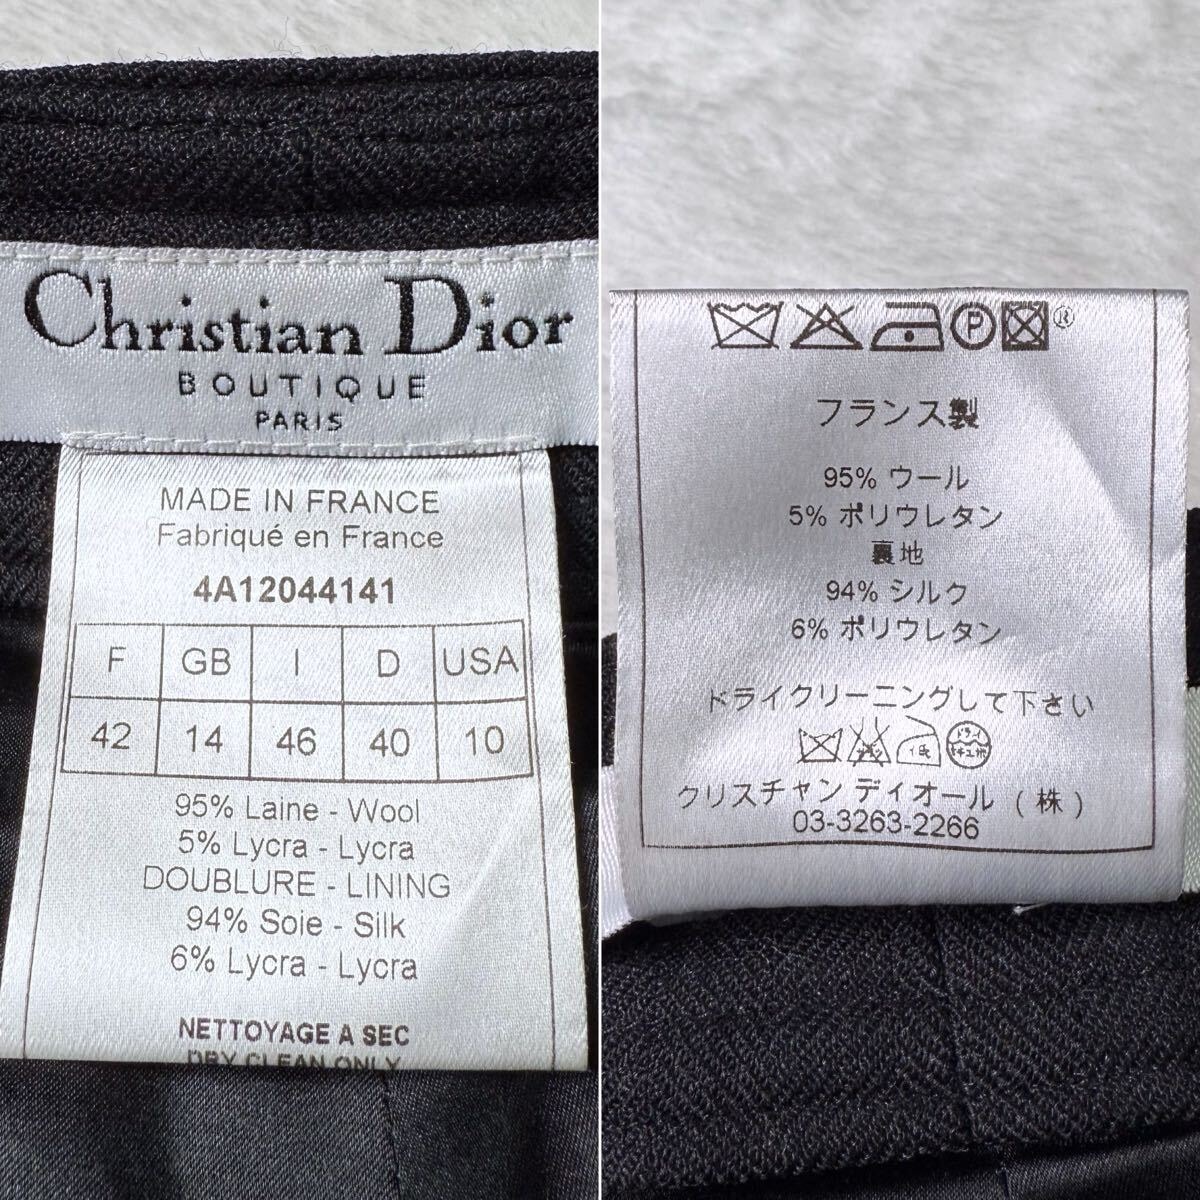 Christian Dior
BOUTIQUE
PARIS
MADE IN FRANCE
Fabriqué en France
4A12044141
F GB I D USA
42 14 46 40 10
95% Laine - Wool
5% Lycra - Lycra
DOUBLURE - LINING
94% Soie - Silk
6% Lycra - Lycra
NETTOYAGE A SEC
DRY CLEAN ONLY
P ®
フランス製
95% ウール
5% ポリウレタン
裏地
94% シルク
6% ポリウレタン
ドライクリーニングして下さい
クリスチャン ディオール (株)
03-3263-2266